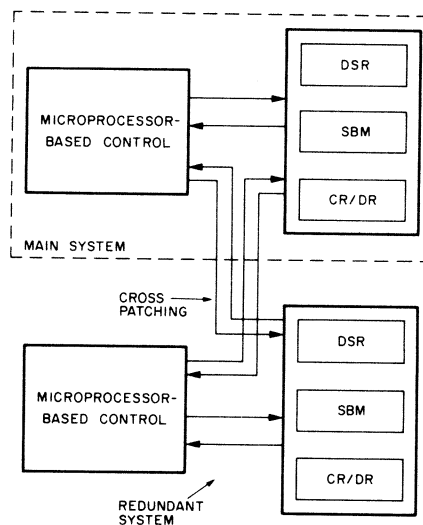 MICROPROCESSOR-
BASED CONTROL
DSR
SBM
CR/DR
MAIN SYSTEM
CROSS
PATCHING
MICROPROCESSOR-
BASED CONTROL
DSR
SBM
CR/DR
REDUNDANT
SYSTEM